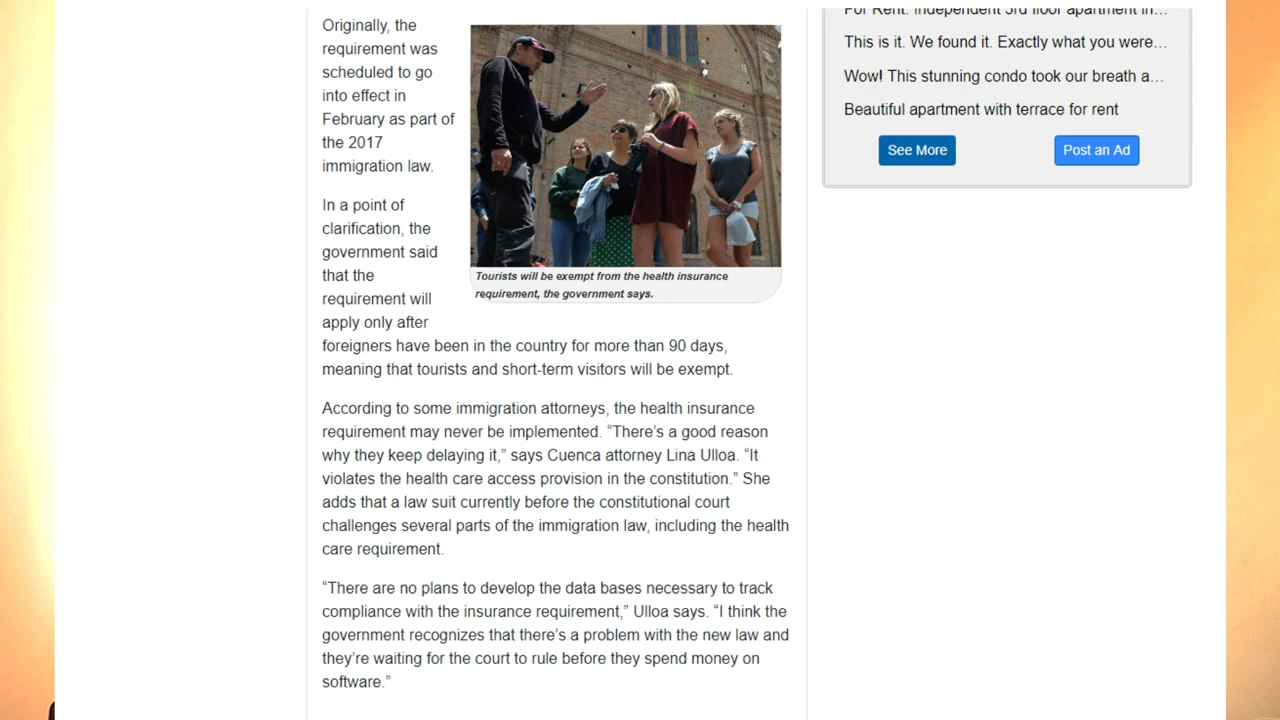 Originally, the
requirement was
scheduled to go
into effect in
February as part of
the 2017
immigration law.
In a point of
clarification, the
government said
that the
requirement will
apply only after
foreigners have been in the country for more than 90 days,
meaning that tourists and short-term visitors will be exempt.
Tourists will be exempt from the health insurance
requirement, the government says.
According to some immigration attorneys, the health insurance
requirement may never be implemented. “There’s a good reason
why they keep delaying it,” says Cuenca attorney Lina Ulloa. “It
violates the health care access provision in the constitution.” She
adds that a law suit currently before the constitutional court
challenges several parts of the immigration law, including the health
care requirement.
“There are no plans to develop the data bases necessary to track
compliance with the insurance requirement,” Ulloa says. “I think the
government recognizes that there’s a problem with the new law and
they’re waiting for the court to rule before they spend money on
software.”
For Rent. Independent 3rd floor apartment in…
This is it. We found it. Exactly what you were…
Wow! This stunning condo took our breath a…
Beautiful apartment with terrace for rent
See More
Post an Ad